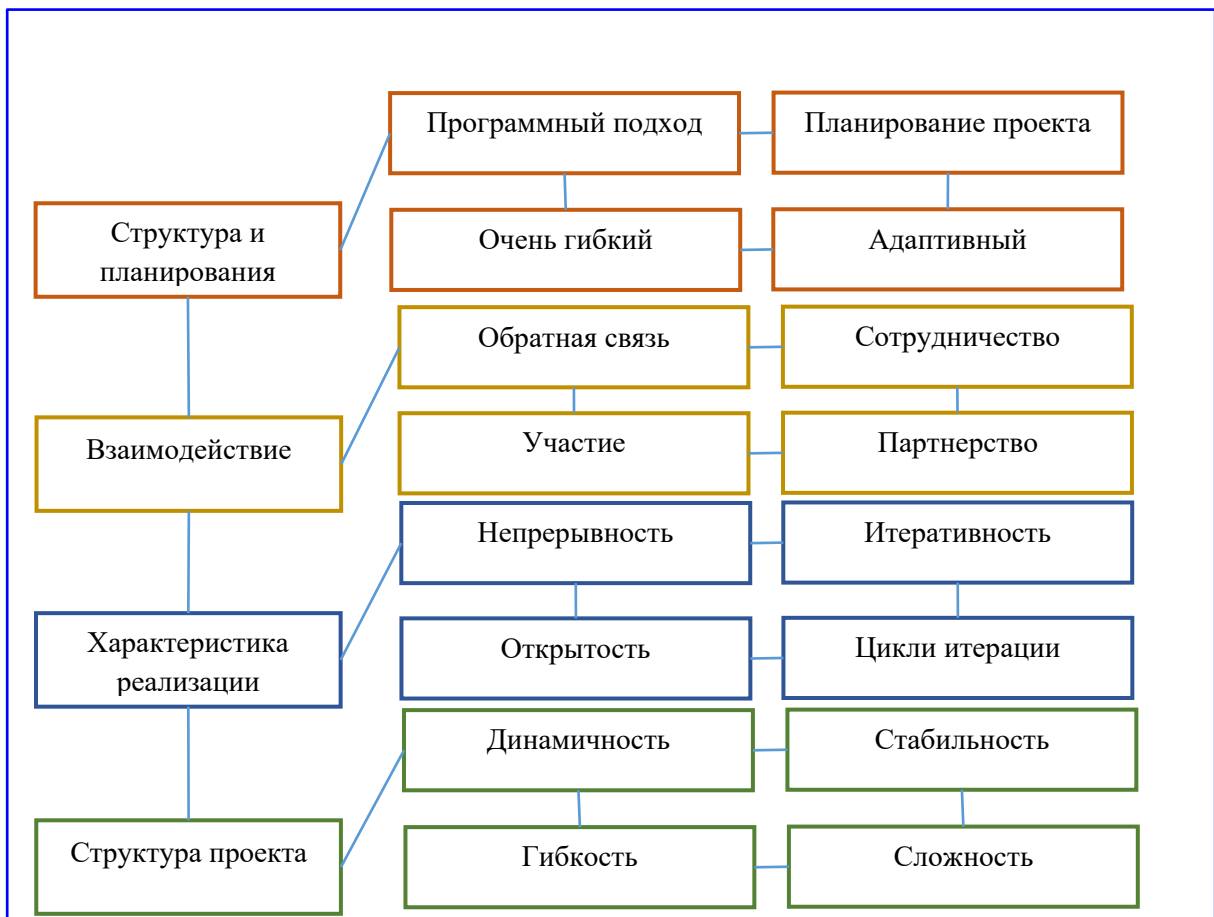 Программный подход
Планирование проекта
Структура и
планирования
Очень гибкий
Адаптивный
Обратная связь
Сотрудничество
Взаимодействие
Участие
Партнерство
Непрерывность
Итеративность
Характеристика
реализации
Открытость
Цикли итерации
Динамичность
Стабильность
Структура проекта
Гибкость
Сложность